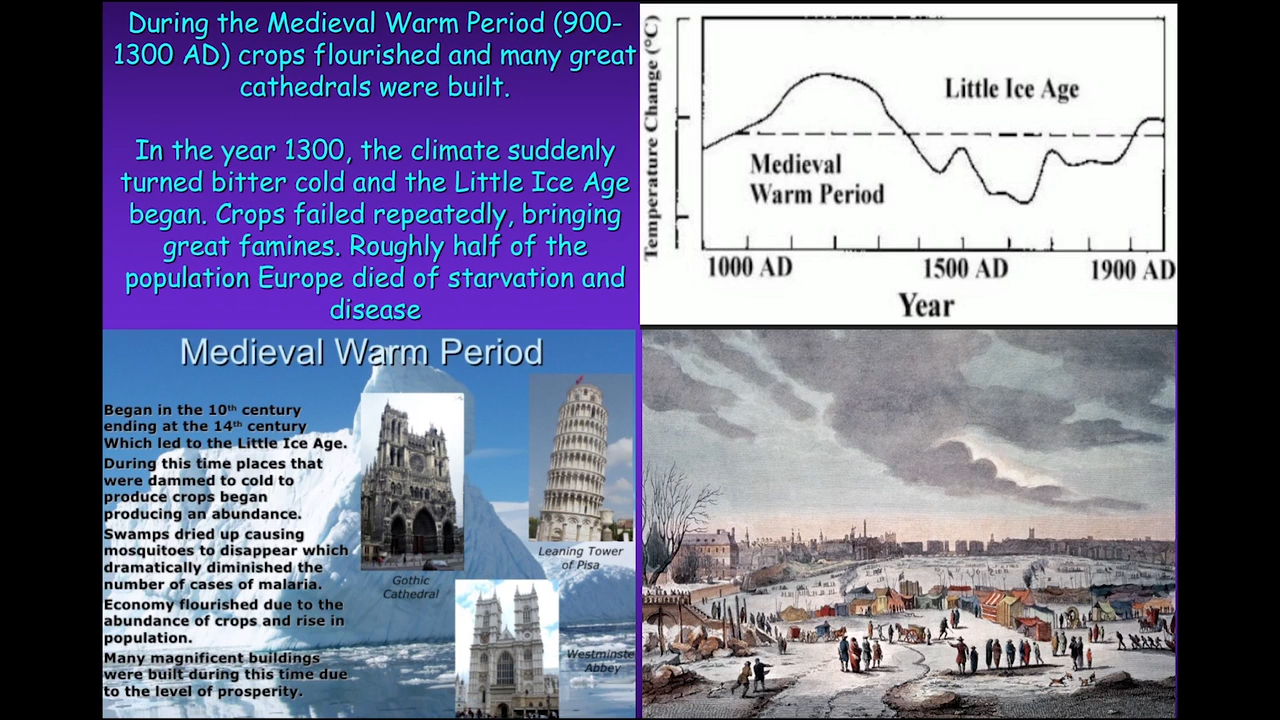 During the Medieval Warm Period (900-
1300 AD) crops flourished and many great
cathedrals were built.
In the year 1300, the climate suddenly
turned bitter cold and the Little Ice Age
began. Crops failed repeatedly, bringing
great famines. Roughly half of the
population Europe died of starvation and
disease
Temperature Change (°C)
Little Ice Age
Medieval
Warm Period
1000 AD
1500 AD
1900 AD
Year
Medieval Warm Period
Began in the 10th century
ending at the 14th century
Which led to the Little Ice Age.
During this time places that
were dammed to cold to
produce crops began
producing an abundance.
Swamps dried up causing
mosquitoes to disappear which
dramatically diminished the
number of cases of malaria.
Economy flourished due to the
abundance of crops and rise in
population.
Many magnificent buildings
were built during this time due
to the level of prosperity.
Gothic
Cathedral
Leaning Tower
of Pisa
Westminste
Abbey